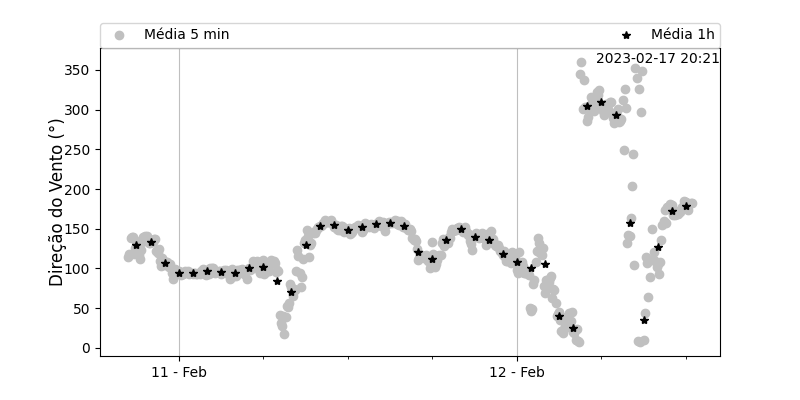 Média 5 min
Média 1h
2023-02-17 20:21
Direção do Vento (°)
350
300
250
200
150
100
50
0
11 - Feb
12 - Feb